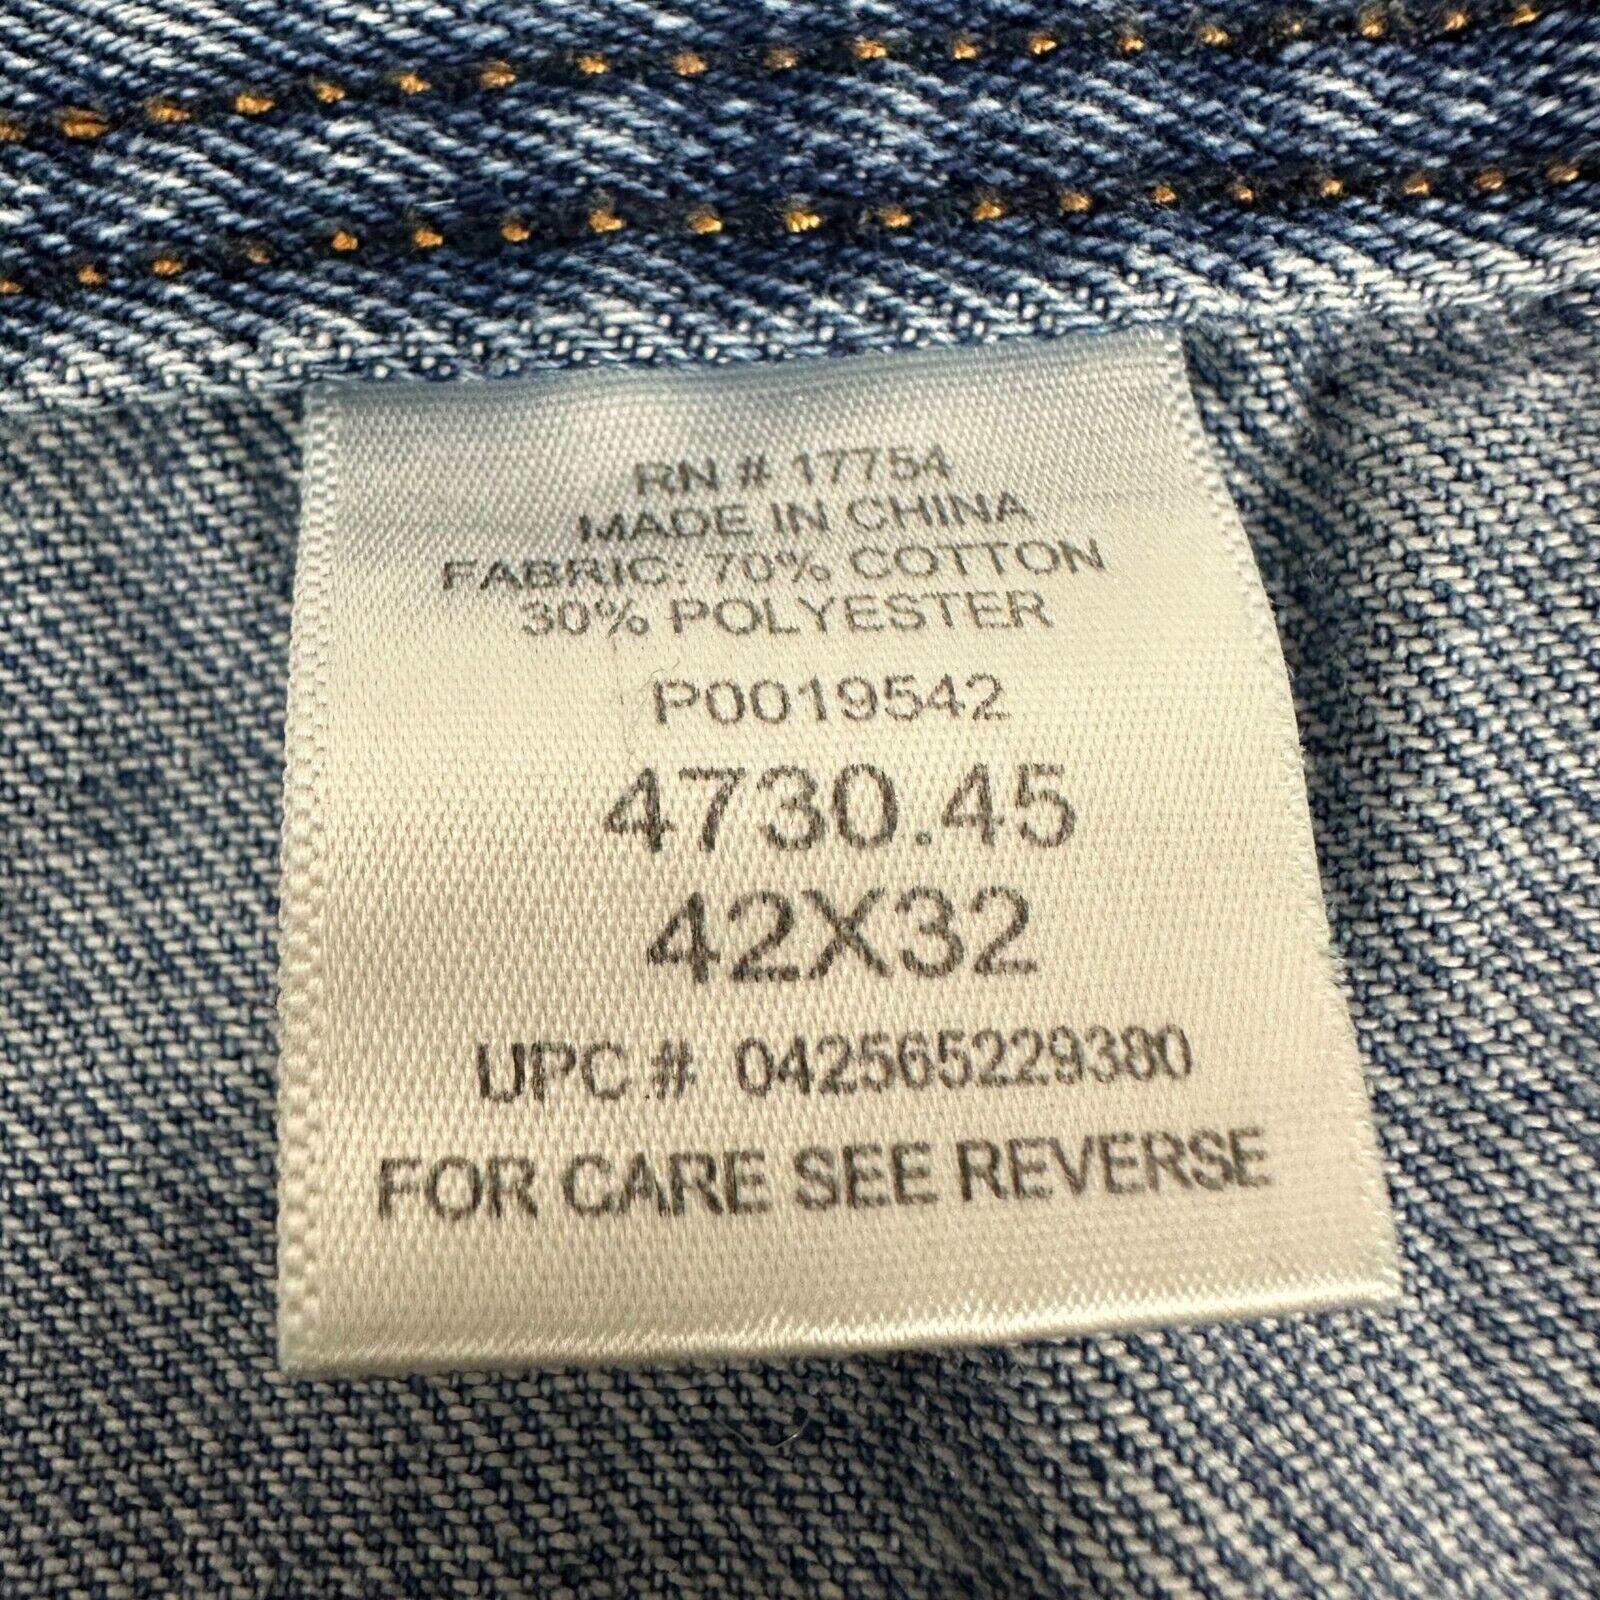 RN # 17754
MADE IN CHINA
FABRIC: 70% COTTON
30% POLYESTER
P0019542
4730.45
42X32
UPC # 042565229380
FOR CARE SEE REVERSE